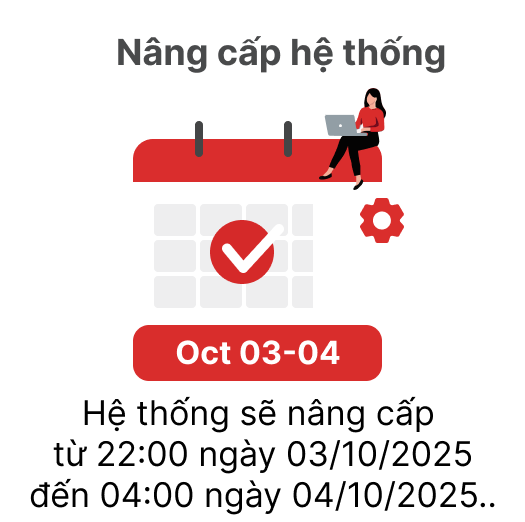 Nâng cấp hệ thống
Oct 03-04
Hệ thống sẽ nâng cấp
từ 22:00 ngày 03/10/2025
đến 04:00 ngày 04/10/2025..